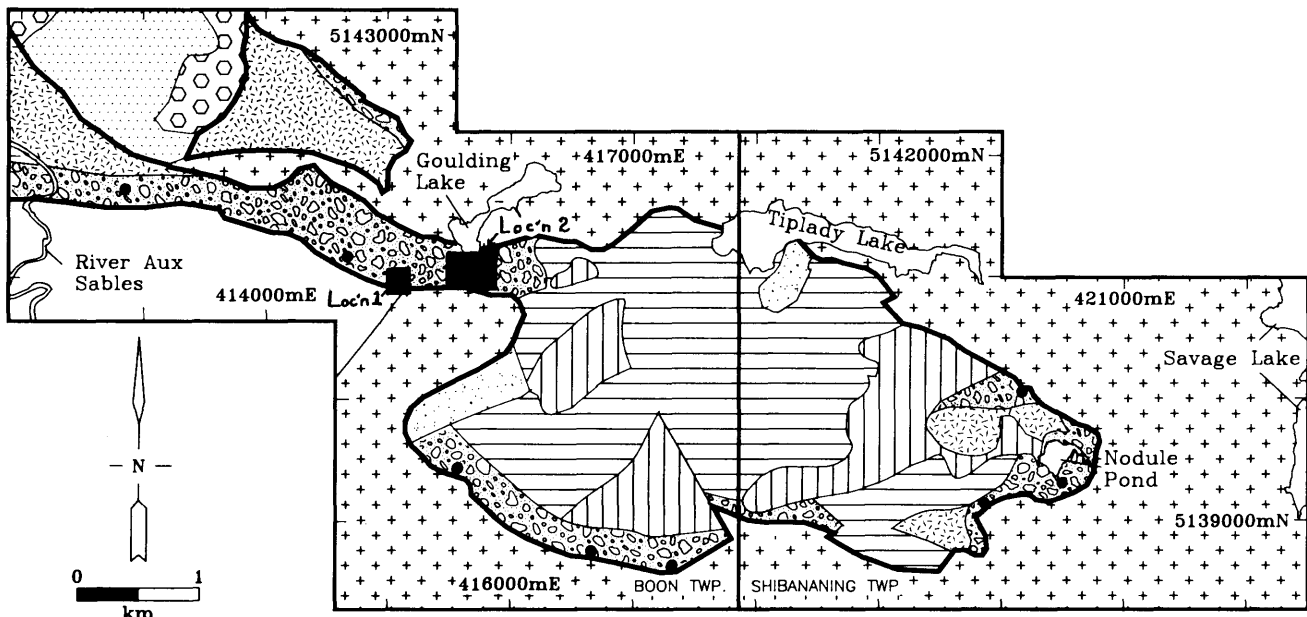 5143000mN
Goulding
Lake
417000mE
5142000mN
Loc'n 2
Tiplady Lake
River Aux
Sables
414000mE
Loc'n 1
421000mE
Savage Lake
N
Nodule
Pond
5139000mN
0 1
km
416000mE
BOON TWP.
SHIBANANING TWP.